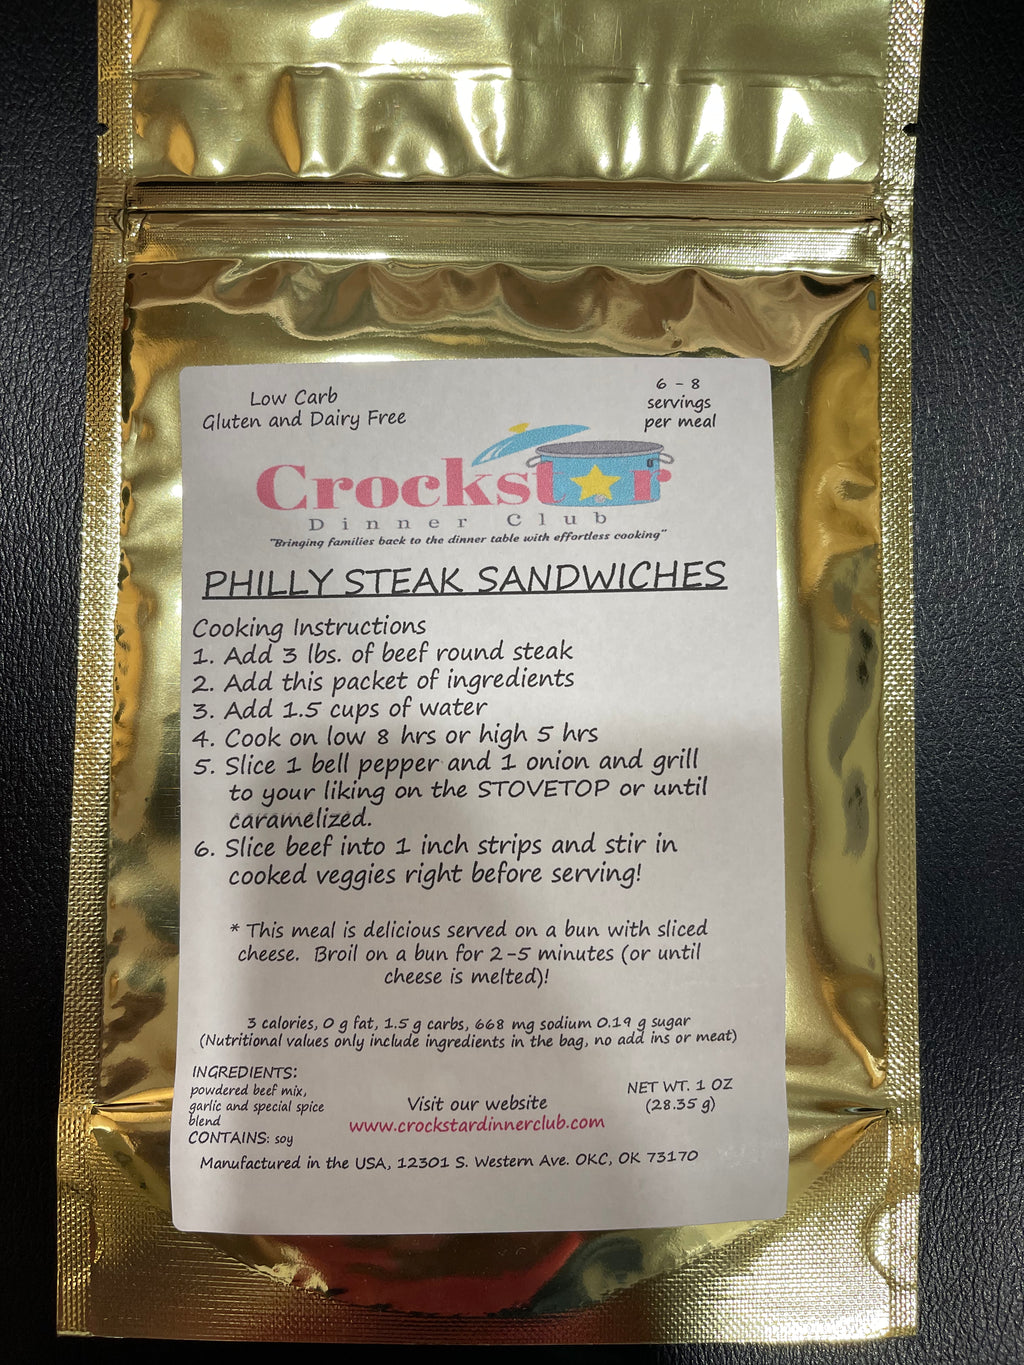 Low Carb
Gluten and Dairy Free
6 - 8
servings
per meal
Crockstar
Dinner Club
"Bringing families back to the dinner table with effortless cooking"
PHILLY STEAK SANDWICHES
Cooking Instructions
1. Add 3 lbs. of beef round steak
2. Add this packet of ingredients
3. Add 1.5 cups of water
4. Cook on low 8 hrs or high 5 hrs
5. Slice 1 bell pepper and 1 onion and grill
to your liking on the STOVETOP or until
caramelized.
6. Slice beef into 1 inch strips and stir in
cooked veggies right before serving!
* This meal is delicious served on a bun with sliced
cheese. Broil on a bun for 2-5 minutes (or until
cheese is melted)!
3 calories, 0 g fat, 1.5 g carbs, 668 mg sodium 0.19 g sugar
(Nutritional values only include ingredients in the bag, no add ins or meat)
INGREDIENTS:
powdered beef mix,
garlic and special spice
blend
CONTAINS: soy
Visit our website
www.crockstardinnerclub.com
NET WT. 1 OZ
(28.35 g)
Manufactured in the USA, 12301 S. Western Ave. OKC, OK 73170